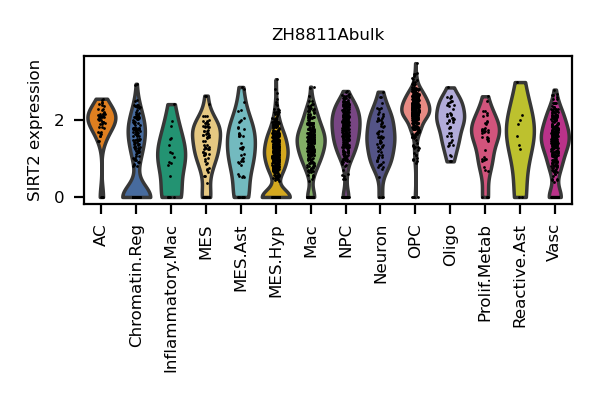 ZH8811Abulk
SIRT2 expression
2
0
AC
Chromatin.Reg
Inflammatory.Mac
MES
MES.Ast
MES.Hyp
Mac
NPC
Neuron
OPC
Oligo
Prolif.Metab
Reactive.Ast
Vasc